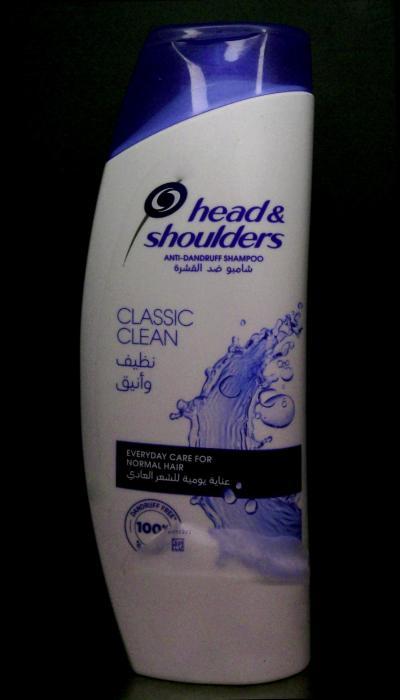 head &
shoulders
ANTI-DANDRUFF SHAMPOO
شامبو ضد القشرة
CLASSIC
CLEAN
نظيف
وأنيق
EVERYDAY CARE FOR
NORMAL HAIR
عناية يومية للشعر العادي
DANDRUFF FREE*
100%